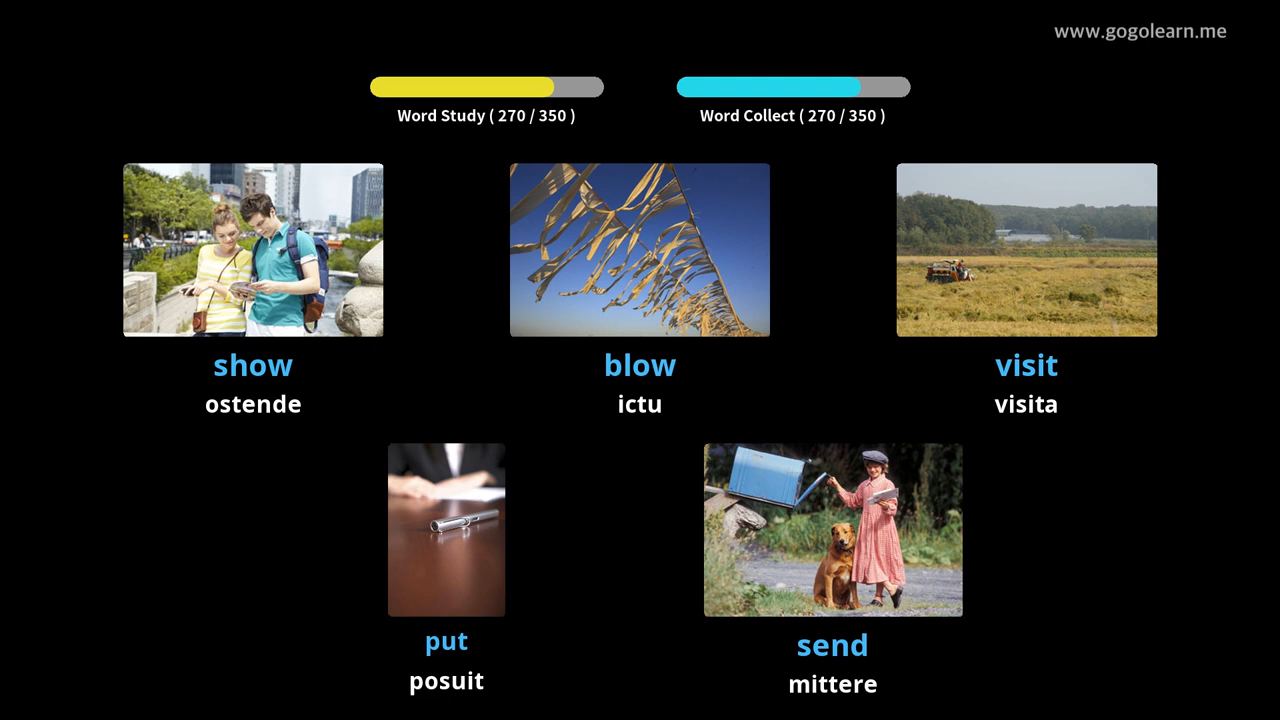 www.gogolearn.me
Word Study ( 270 / 350 )
Word Collect ( 270 / 350 )
show
ostende
blow
ictu
visit
visita
put
posuit
send
mittere